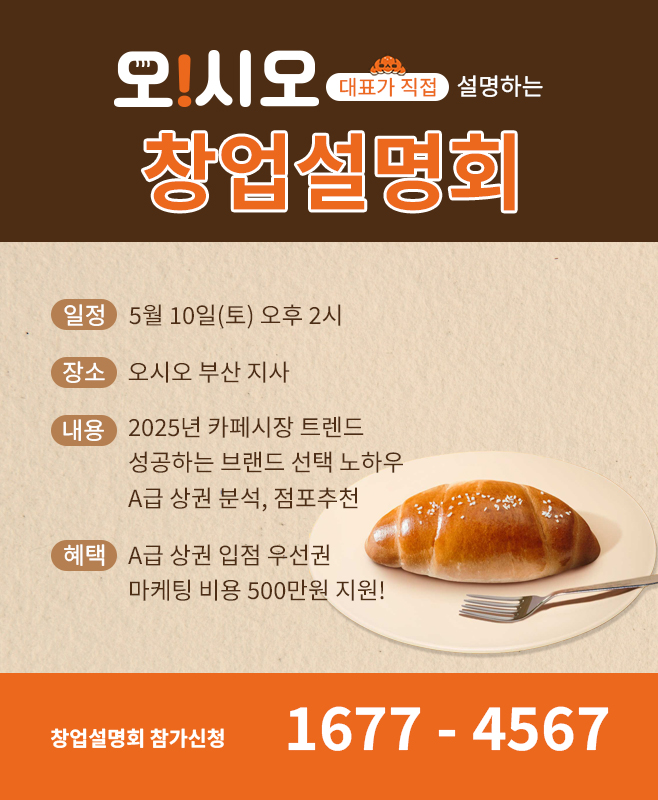 오!시오 대표가 직접 설명하는
창업설명회
일정 5월 10일(토) 오후 2시
장소 오시오 부산 지사
내용 2025년 카페시장 트렌드
성공하는 브랜드 선택 노하우
A급 상권 분석, 점포추천
혜택 A급 상권 입점 우선권
마케팅 비용 500만원 지원!
창업설명회 참가신청 1677 - 4567